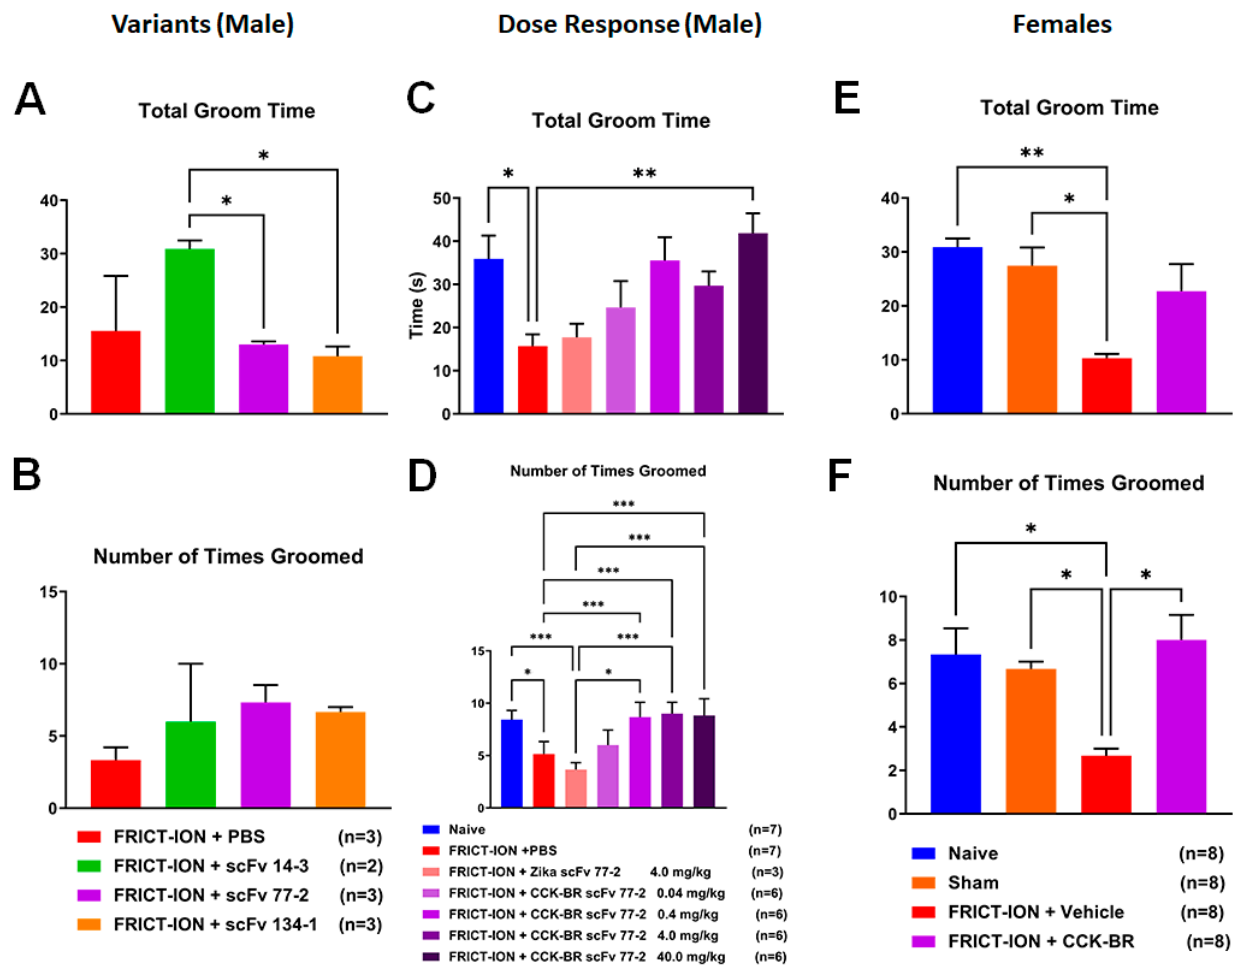 Variants (Male)
Dose Response (Male)
Females
A
Total Groom Time
*
*
40
30
20
10
0
B
Number of Times Groomed
15
10
5
0
FRICT-ION + PBS (n=3)
FRICT-ION + scFv 14-3 (n=2)
FRICT-ION + scFv 77-2 (n=3)
FRICT-ION + scFv 134-1 (n=3)
C
Total Groom Time
*
**
Time (s)
50
40
30
20
10
0
D
Number of Times Groomed
***
***
***
***
***
***
*
*
15
10
5
0
Naive (n=7)
FRICT-ION +PBS (n=7)
FRICT-ION + Zika scFv 77-2 4.0 mg/kg (n=3)
FRICT-ION + CCK-BR scFv 77-2 0.04 mg/kg (n=6)
FRICT-ION + CCK-BR scFv 77-2 0.4 mg/kg (n=6)
FRICT-ION + CCK-BR scFv 77-2 4.0 mg/kg (n=6)
FRICT-ION + CCK-BR scFv 77-2 40.0 mg/kg (n=6)
E
Total Groom Time
**
*
40
30
20
10
0
F
Number of Times Groomed
*
*
*
10
8
6
4
2
0
Naive (n=8)
Sham (n=8)
FRICT-ION + Vehicle (n=8)
FRICT-ION + CCK-BR (n=8)